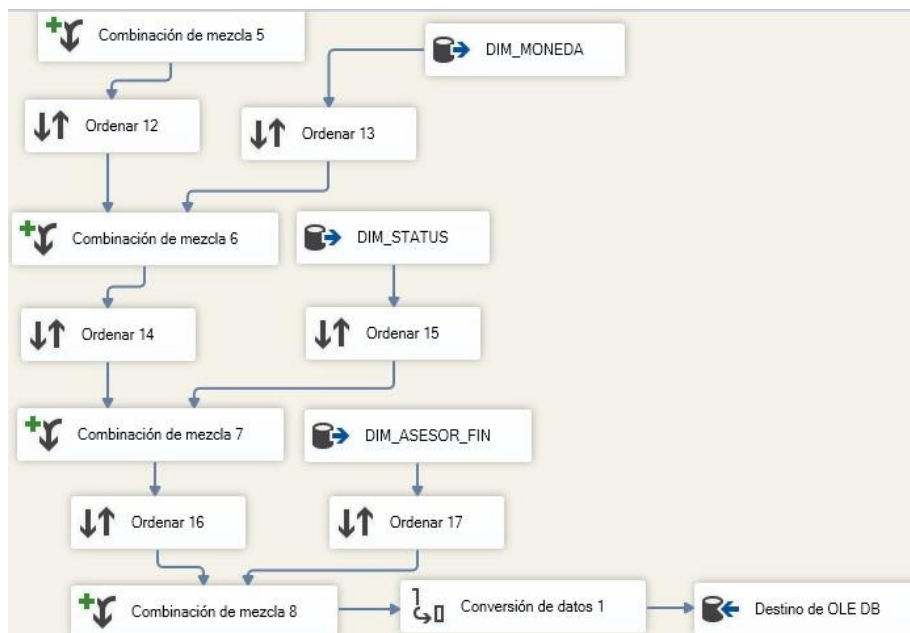 Combinación de mezcla 5
DIM_MONEDA
Ordenar 12
Ordenar 13
Combinación de mezcla 6
DIM_STATUS
Ordenar 14
Ordenar 15
Combinación de mezcla 7
DIM_ASESOR_FIN
Ordenar 16
Ordenar 17
Combinación de mezcla 8
Conversión de datos 1
Destino de OLE DB